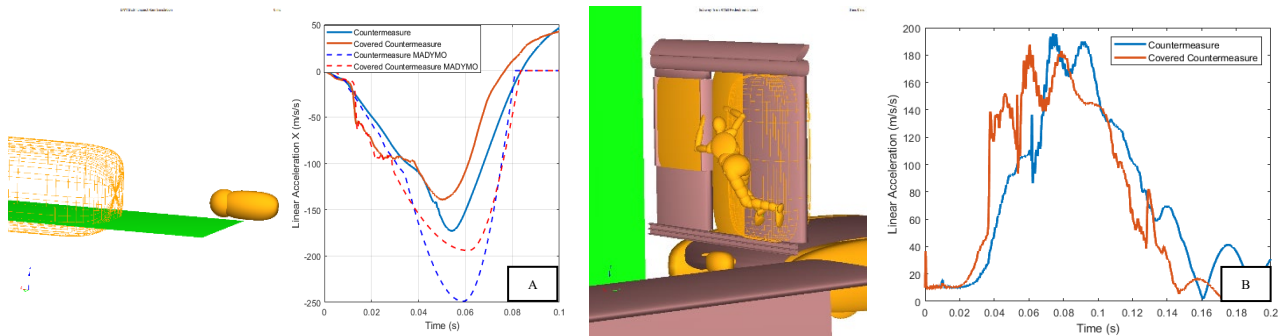 50
0
-50
-100
-150
-200
-250
0
0.02
0.04
0.06
0.08
0.1
Linear Acceleration X (m/s/s)
Time (s)
Countermeasure
Covered Countermeasure
Countermeasure MADYMO
Covered Countermeasure MADYMO
A
200
180
160
140
120
100
80
60
40
20
0
0
0.02
0.04
0.06
0.08
0.1
0.12
0.14
0.16
0.18
0.2
Linear Acceleration (m/s/s)
Time (s)
Countermeasure
Covered Countermeasure
B